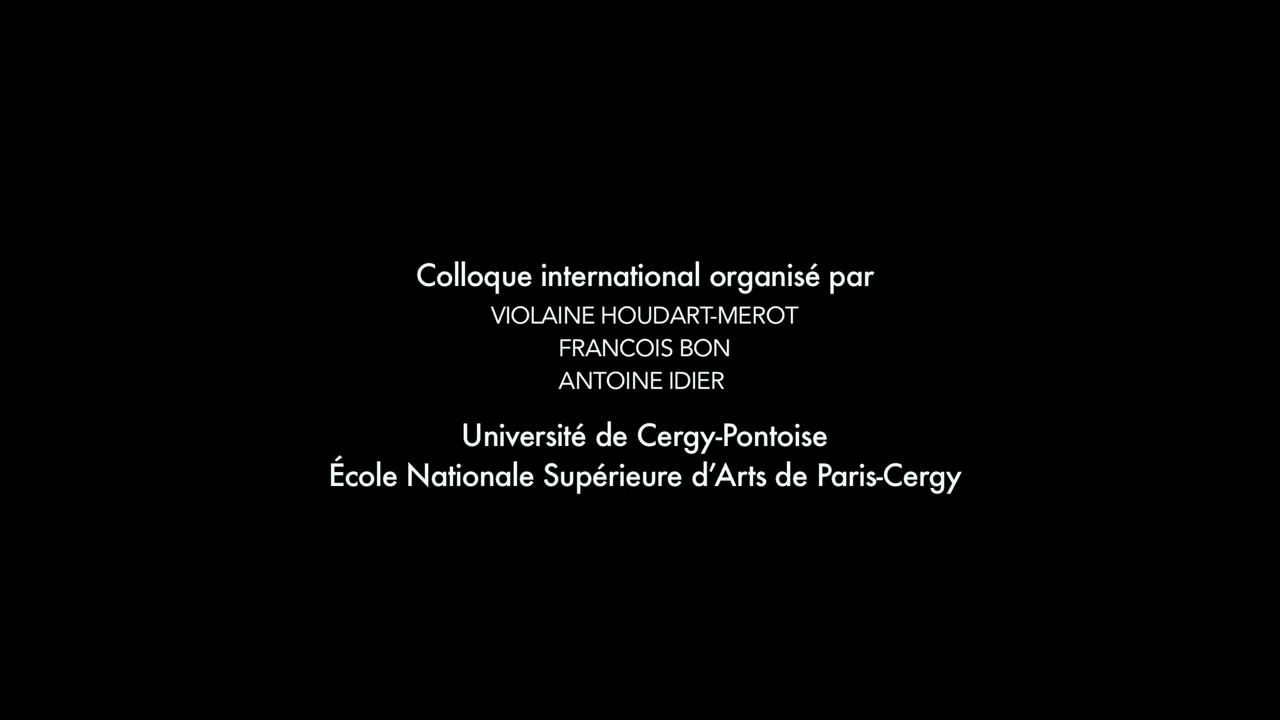 Colloque international organisé par
VIOLAINE HOUDART-MEROT
FRANCOIS BON
ANTOINE IDIER
Université de Cergy-Pontoise
École Nationale Supérieure d’Arts de Paris-Cergy